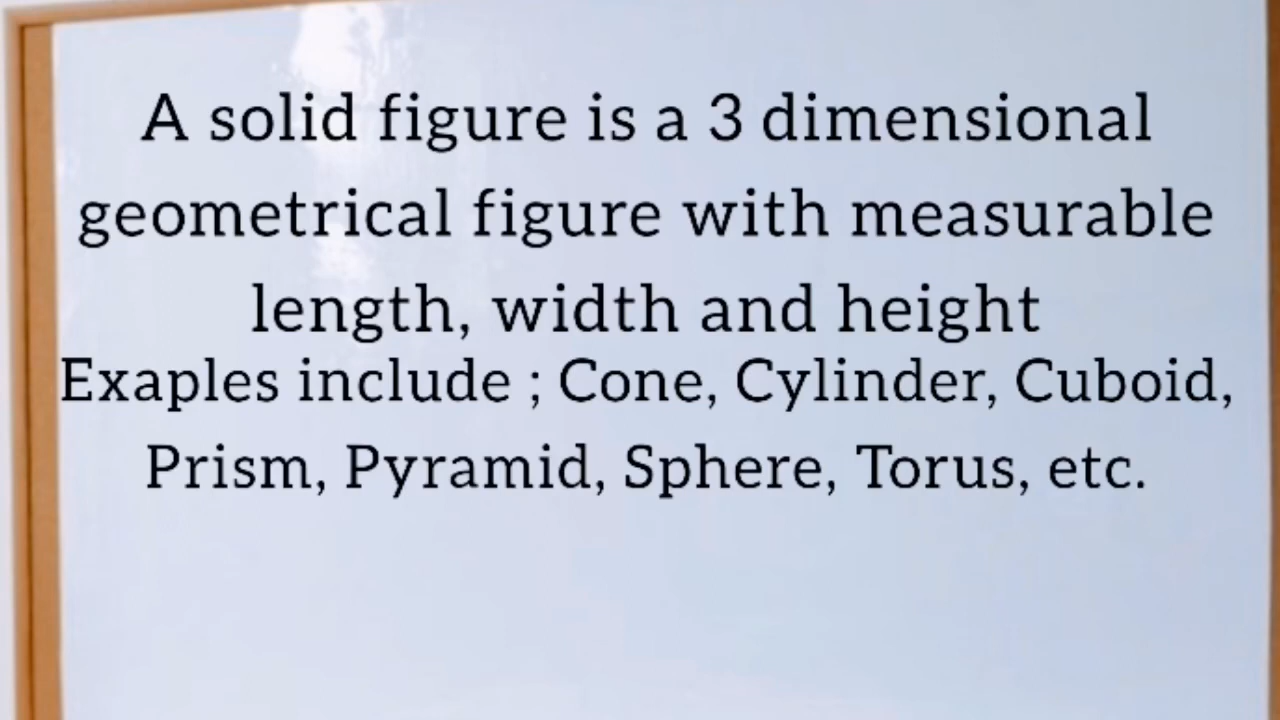 A solid figure is a 3 dimensional
geometrical figure with measurable
length, width and height
Exaples include ; Cone, Cylinder, Cuboid,
Prism, Pyramid, Sphere, Torus, etc.